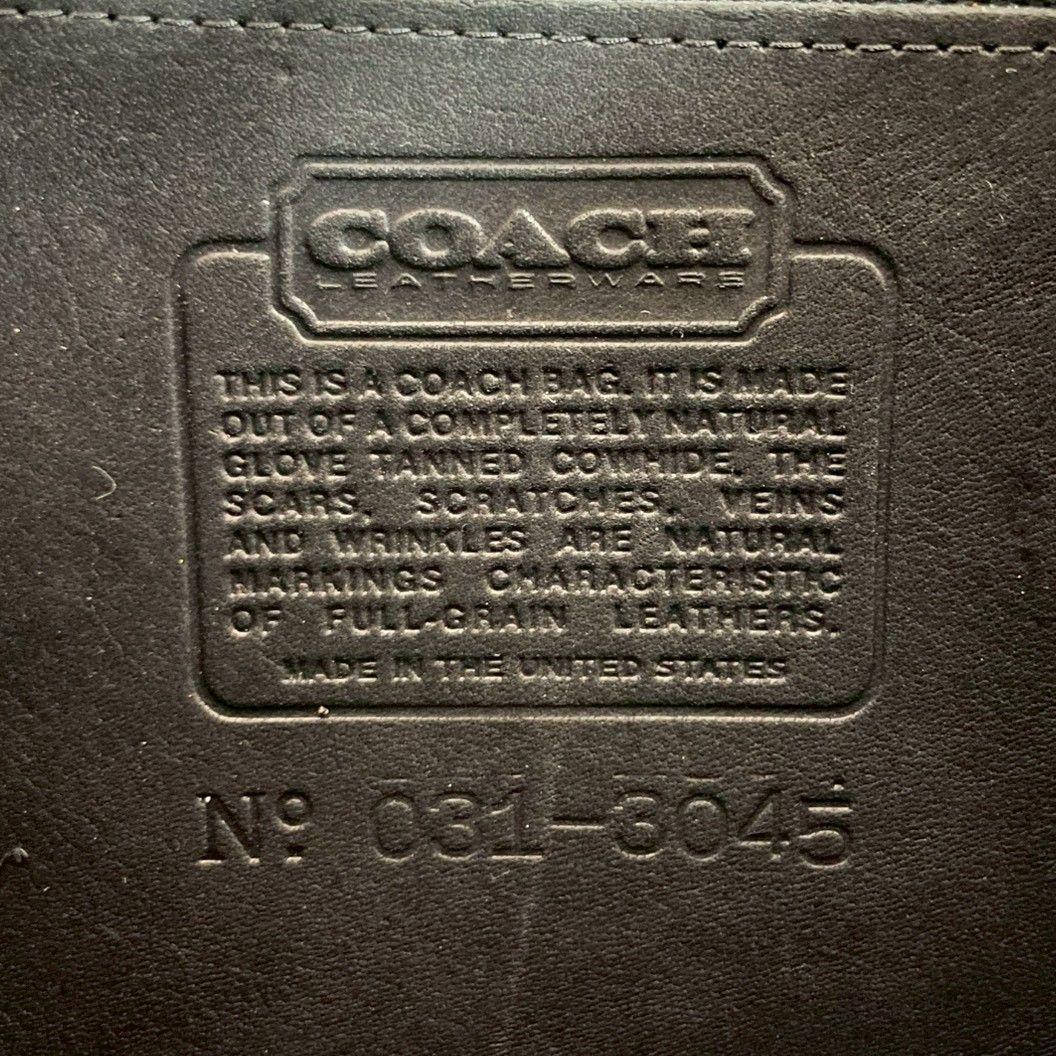 COACH
LEATHERWARE
THIS IS A COACH BAG. IT IS MADE
OUT OF A COMPLETELY NATURAL
GLOVE TANNED COWHIDE. THE
SCARS, SCRATCHES, VEINS
AND WRINKLES ARE NATURAL
MARKINGS CHARACTERISTIC
OF FULL-GRAIN LEATHERS.
MADE IN THE UNITED STATES
Nº 031-3045